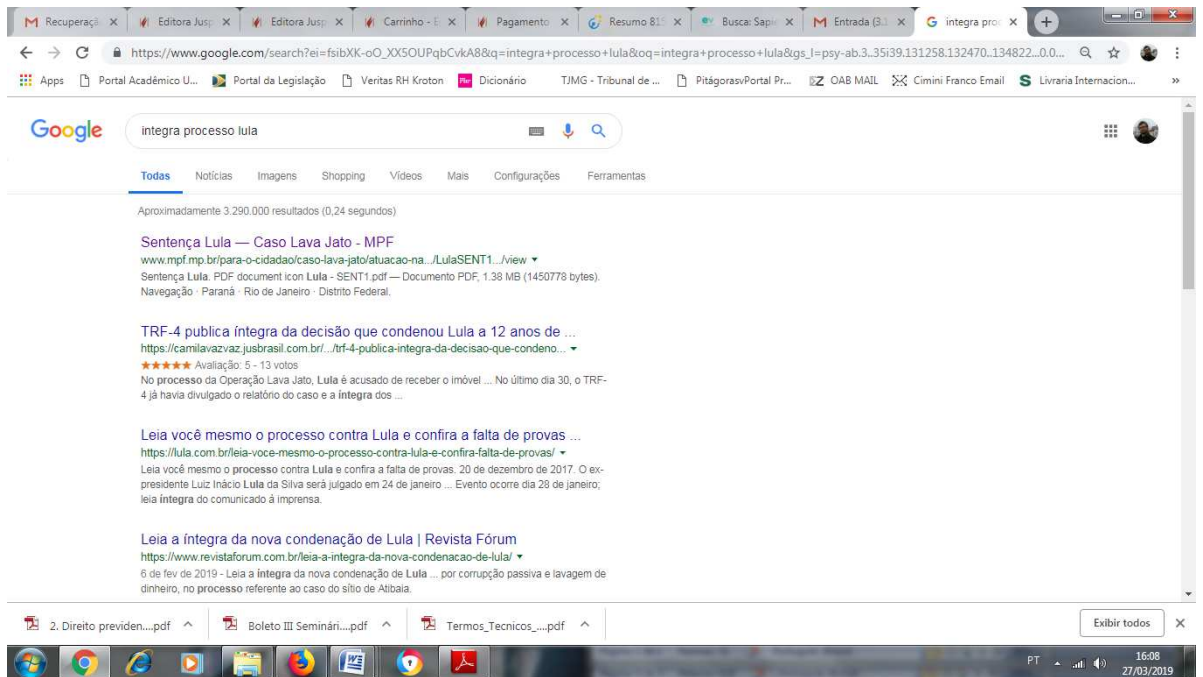 Recuperaçã
Editora Jusp
Editora Jusp
Carrinho - E
Pagamento
Resumo 815
Busca: Sapie
Entrada (3.1
integra proc
https://www.google.com/search?ei=fsibXK-oO_XX5OUPqbCvkA8&q=integra+processo+lula&oq=integra+processo+lula&gs_l=psy-ab.3..35i39.131258.132470..134822...0.0...
Apps
Portal Acadêmico U...
Portal da Legislação
Veritas RH Kroton
Dicionário
TJMG - Tribunal de ...
PitágorasvPortal Pr...
OAB MAIL
Cimini Franco Email
Livraria Internacion...
»
Google
integra processo lula
Todas Notícias Imagens Shopping Vídeos Mais Configurações Ferramentas
Aproximadamente 3.290.000 resultados (0,24 segundos)
Sentença Lula — Caso Lava Jato - MPF
www.mpf.mp.br/para-o-cidadao/caso-lava-jato/atuacao-na.../LulaSENT1.../view
Sentença Lula. PDF document icon Lula - SENT1.pdf — Documento PDF, 1.38 MB (1450778 bytes).
Navegação · Paraná · Rio de Janeiro · Distrito Federal.
TRF-4 publica íntegra da decisão que condenou Lula a 12 anos de ...
https://camilavazvaz.jusbrasil.com.br/.../trf-4-publica-integra-da-decisao-que-condeno...
Avaliação: 5 - 13 votos
No processo da Operação Lava Jato, Lula é acusado de receber o imóvel ... No último dia 30, o TRF-
4 já havia divulgado o relatório do caso e a íntegra dos ...
Leia você mesmo o processo contra Lula e confira a falta de provas ...
https://lula.com.br/leia-voce-mesmo-o-processo-contra-lula-e-confira-falta-de-provas/
Leia você mesmo o processo contra Lula e confira a falta de provas. 20 de dezembro de 2017. O ex-
presidente Luiz Inácio Lula da Silva será julgado em 24 de janeiro ... Evento ocorre dia 28 de janeiro;
leia íntegra do comunicado à imprensa.
Leia a íntegra da nova condenação de Lula | Revista Fórum
https://www.revistaforum.com.br/leia-a-integra-da-nova-condenacao-de-lula/
6 de fev de 2019 - Leia a íntegra da nova condenação de Lula ... por corrupção passiva e lavagem de
dinheiro, no processo referente ao caso do sítio de Atibaia.
2. Direito previden....pdf
Boleto III Seminári....pdf
Termos_Tecnicos_....pdf
Exibir todos
PT
16:08
27/03/2019